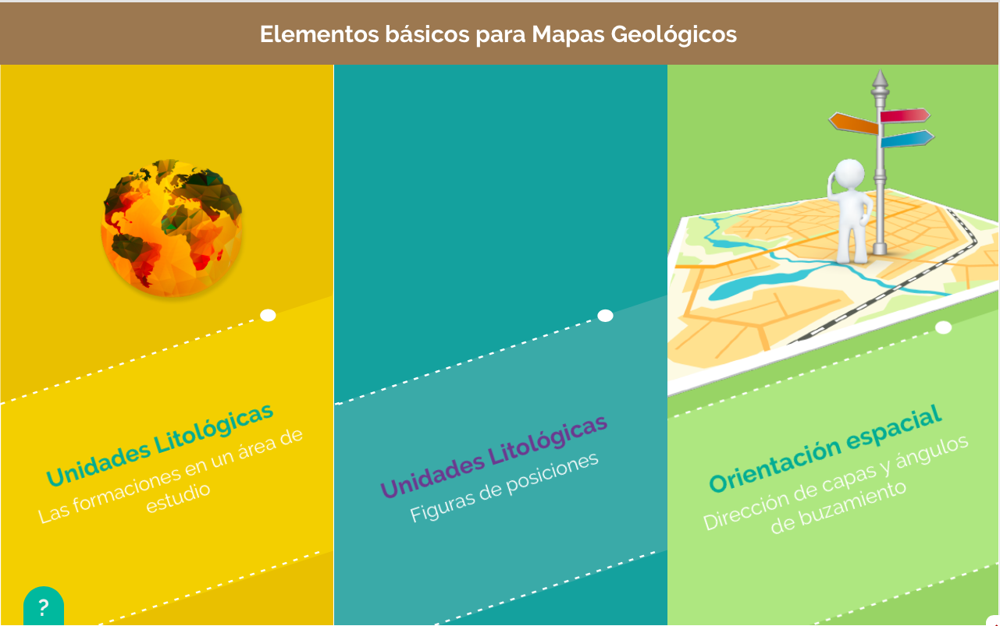 Elementos básicos para Mapas Geológicos
Unidades Litológicas
Las formaciones en un área de
estudio
Unidades Litológicas
Figuras de posiciones
Orientación espacial
Dirección de capas y ángulos
de buzamiento
?